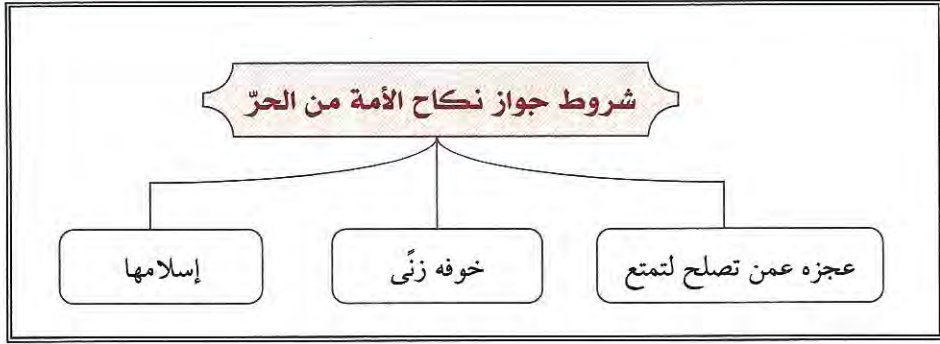 شروط جواز نكاح الأمة من الحرّ
عجزه عمن تصلح لتمتع
خوفه زنًى
إسلامها